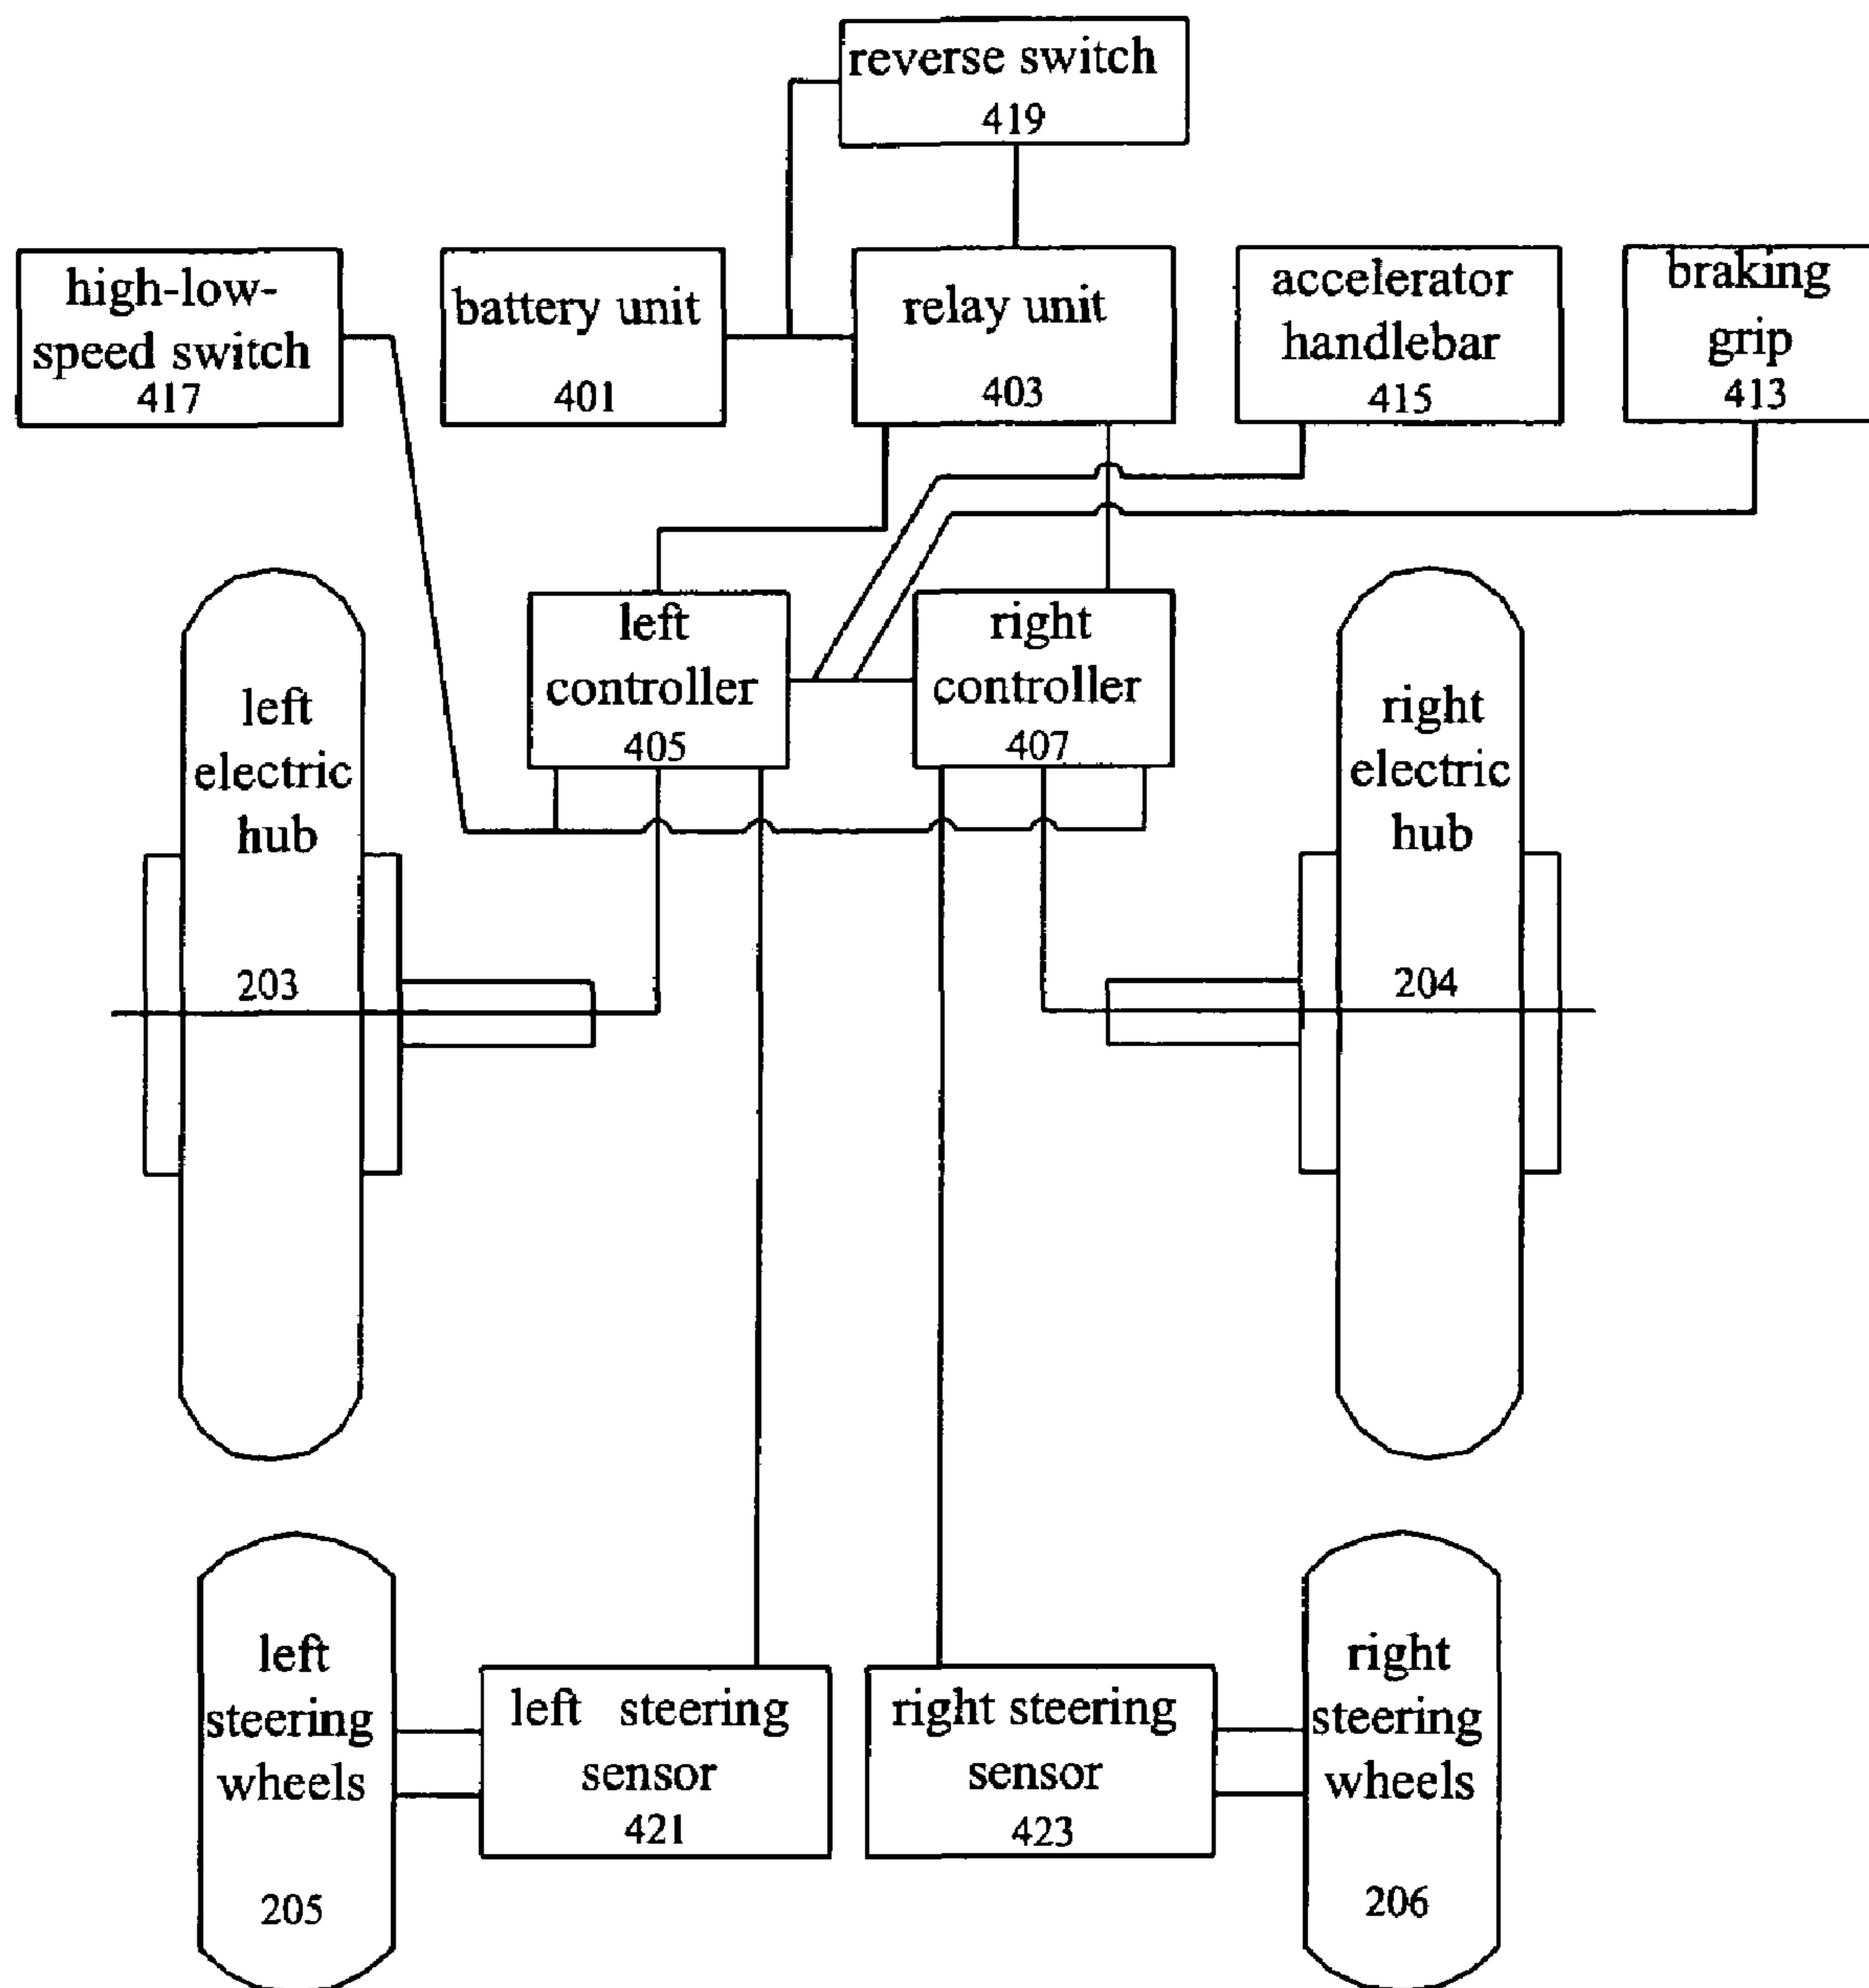 reverse switch
419
high-low-
speed switch
417
battery unit
401
relay unit
403
accelerator
handlebar
415
braking
grip
413
left
controller
405
right
controller
407
left
electric
hub
203
right
electric
hub
204
left
steering
wheels
205
left steering
sensor
421
right steering
sensor
423
right
steering
wheels
206